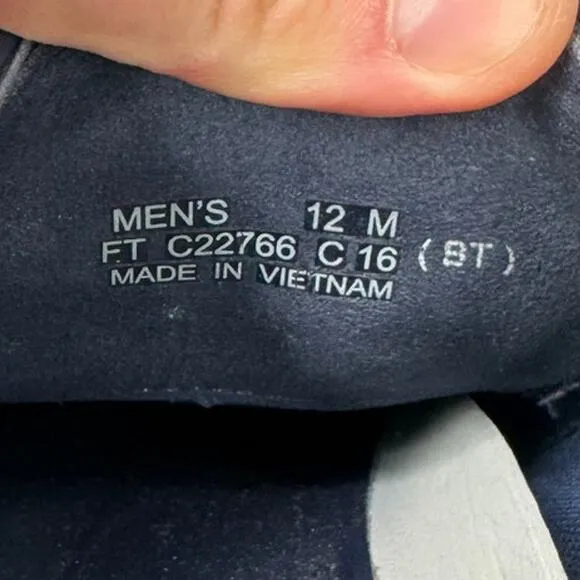 MEN'S 12 M
FT C22766 C 16 (8T)
MADE IN VIETNAM